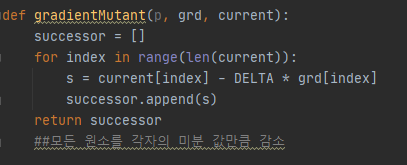 def gradientMutant(p, grd, current):
    successor = []
    for index in range(len(current)):
        s = current[index] - DELTA * grd[index]
        successor.append(s)
    return successor
    ##모든 원소를 각자의 미분 값만큼 감소